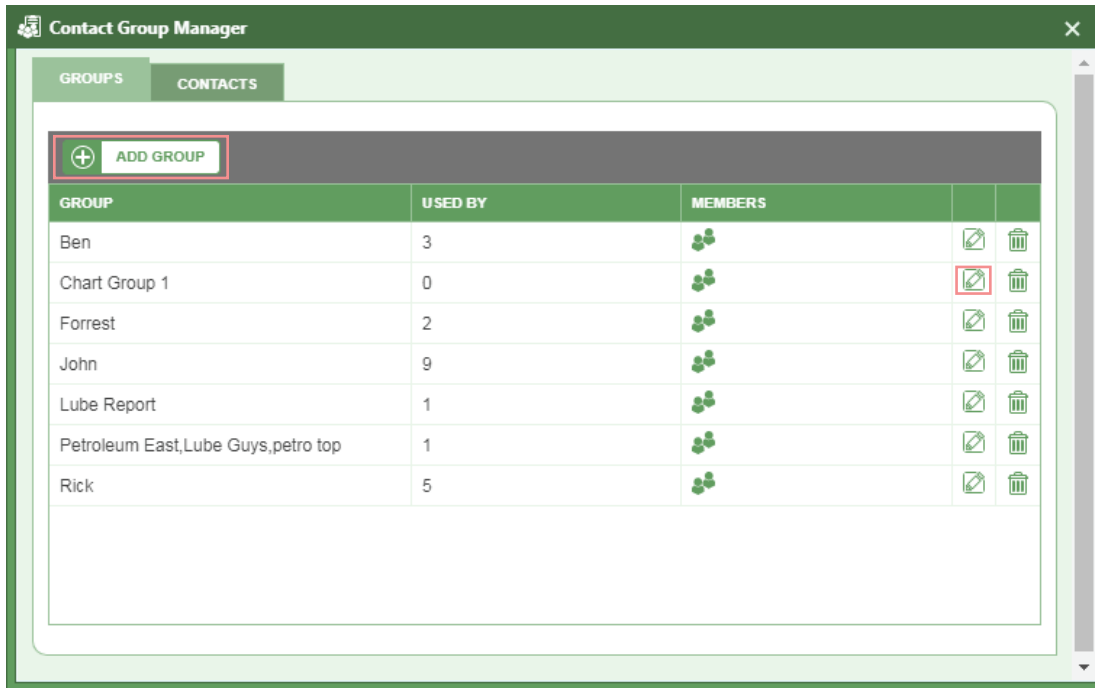 Contact Group Manager
GROUPS CONTACTS
ADD GROUP
GROUP USED BY MEMBERS
Ben 3
Chart Group 1 0
Forrest 2
John 9
Lube Report 1
Petroleum East,Lube Guys,petro top 1
Rick 5